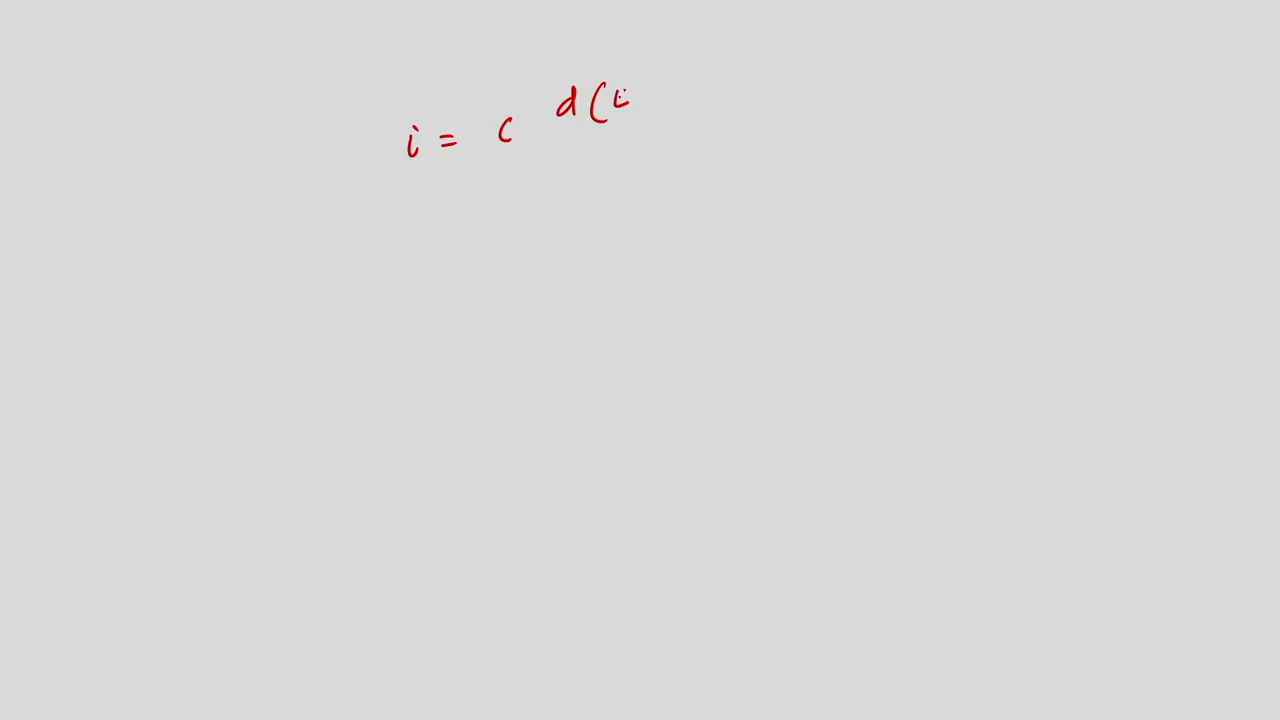 i = c d(